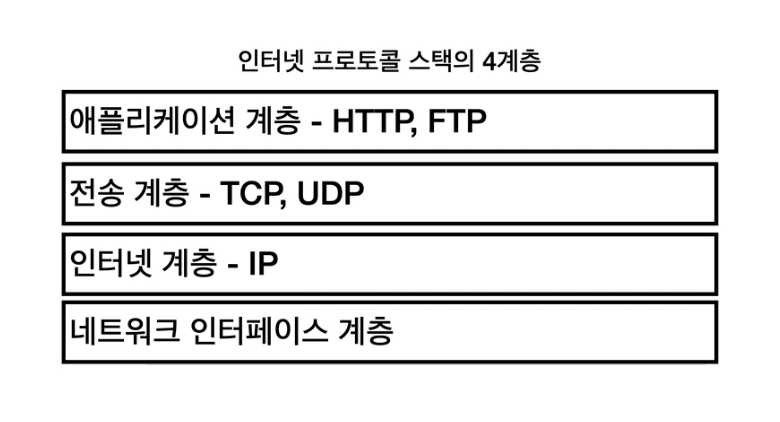 인터넷 프로토콜 스택의 4계층
애플리케이션 계층 - HTTP, FTP
전송 계층 - TCP, UDP
인터넷 계층 - IP
네트워크 인터페이스 계층